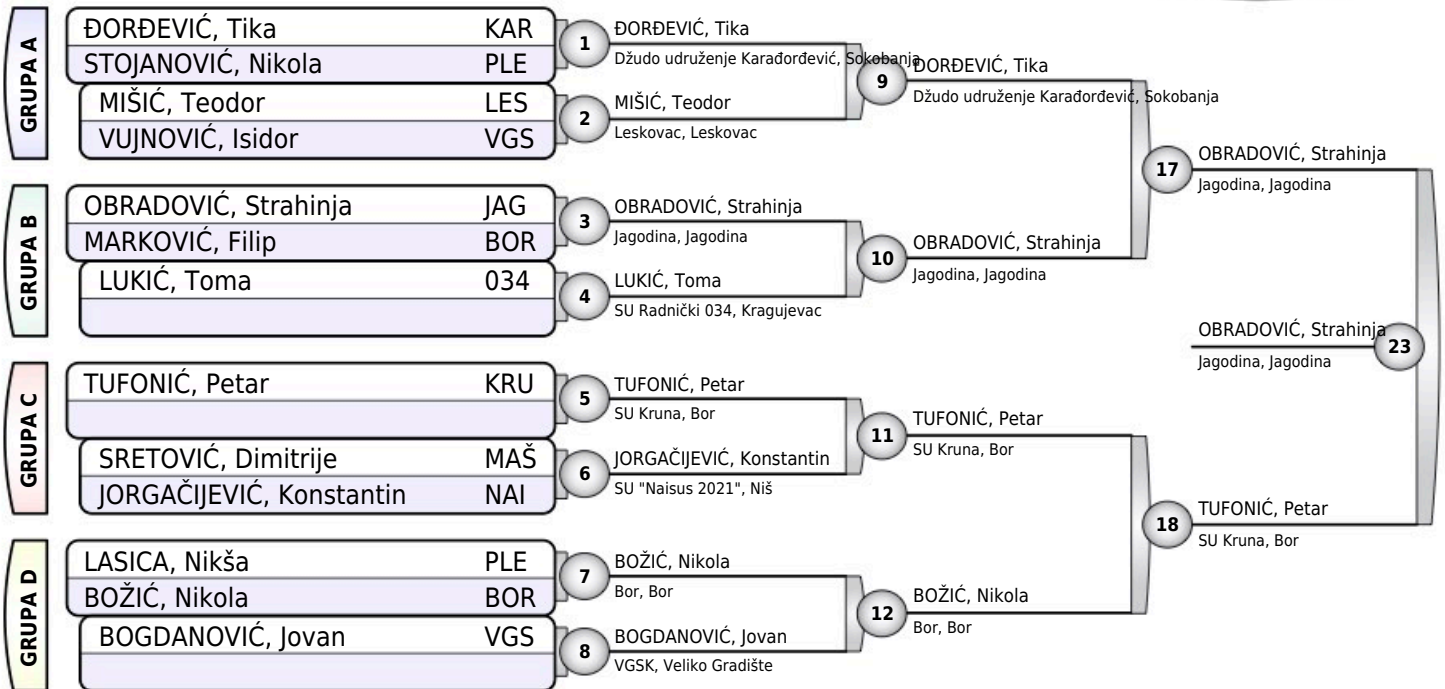 GRUPA A
ĐORĐEVIĆ, Tika KAR
STOJANOVIĆ, Nikola PLE
MIŠIĆ, Teodor LES
VUJNOVIĆ, Isidor VGS
GRUPA B
OBRADOVIĆ, Strahinja JAG
MARKOVIĆ, Filip BOR
LUKIĆ, Toma 034
GRUPA C
TUFONIĆ, Petar KRU
SRETOVIĆ, Dimitrije MAŠ
JORGAČIJEVIĆ, Konstantin NAI
GRUPA D
LASICA, Nikša PLE
BOŽIĆ, Nikola BOR
BOGDANOVIĆ, Jovan VGS
1
ĐORĐEVIĆ, Tika
Džudo udruženje Karađorđević, Sokobanja
2
MIŠIĆ, Teodor
Leskovac, Leskovac
3
OBRADOVIĆ, Strahinja
Jagodina, Jagodina
4
LUKIĆ, Toma
SU Radnički 034, Kragujevac
5
TUFONIĆ, Petar
SU Kruna, Bor
6
JORGAČIJEVIĆ, Konstantin
SU "Naisus 2021", Niš
7
BOŽIĆ, Nikola
Bor, Bor
8
BOGDANOVIĆ, Jovan
VGSK, Veliko Gradište
9
ĐORĐEVIĆ, Tika
Džudo udruženje Karađorđević, Sokobanja
10
OBRADOVIĆ, Strahinja
Jagodina, Jagodina
11
TUFONIĆ, Petar
SU Kruna, Bor
12
BOŽIĆ, Nikola
Bor, Bor
17
OBRADOVIĆ, Strahinja
Jagodina, Jagodina
18
TUFONIĆ, Petar
SU Kruna, Bor
OBRADOVIĆ, Strahinja
Jagodina, Jagodina
23